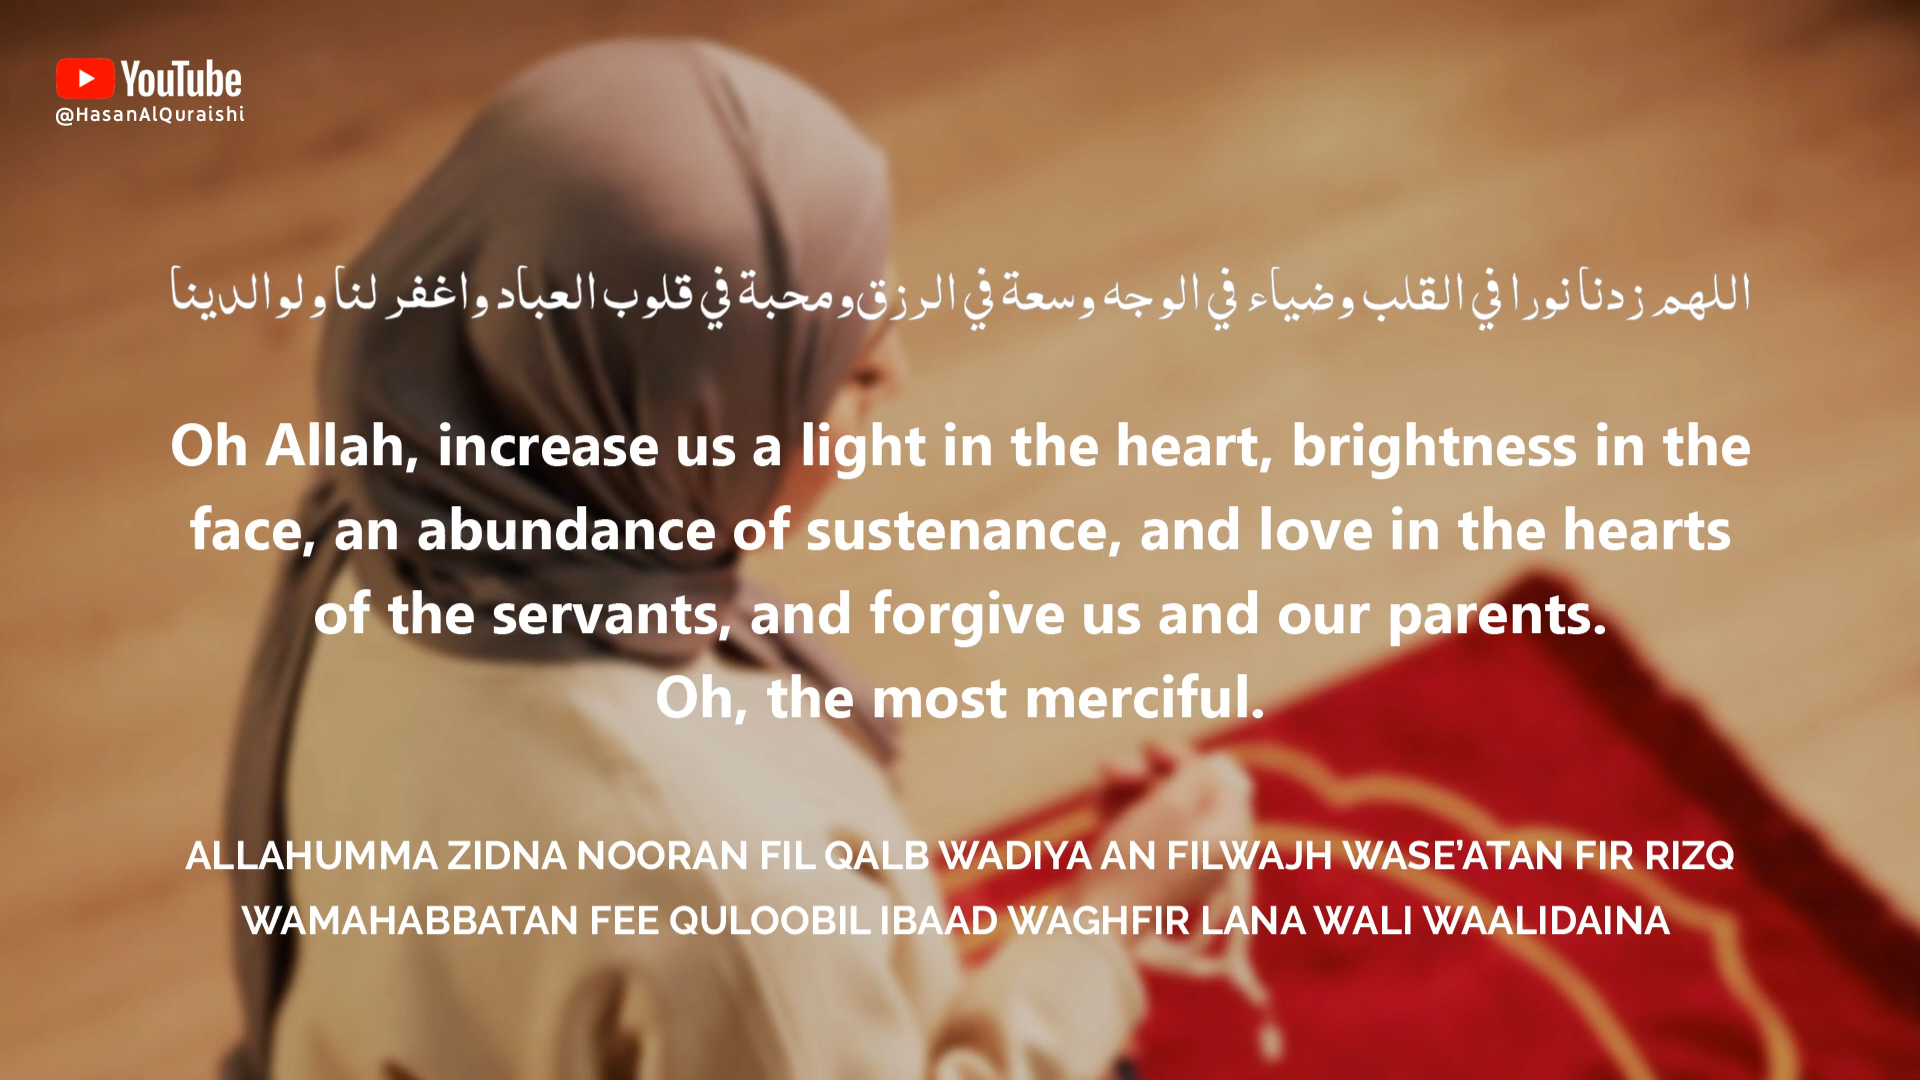 YouTube
@HasanAlQuraishi
اللهم زدنا نورا في القلب وضياء في الوجه وسعة في الرزق ومحبة في قلوب العباد واغفر لنا ولوالدينا
Oh Allah, increase us a light in the heart, brightness in the
face, an abundance of sustenance, and love in the hearts
of the servants, and forgive us and our parents.
Oh, the most merciful.
ALLAHUMMA ZIDNA NOORAN FIL QALB WADIYA AN FILWAJH WASE’ATAN FIR RIZQ
WAMAHABBATAN FEE QULOOBIL IBAAD WAGHFIR LANA WALI WAALIDAINA